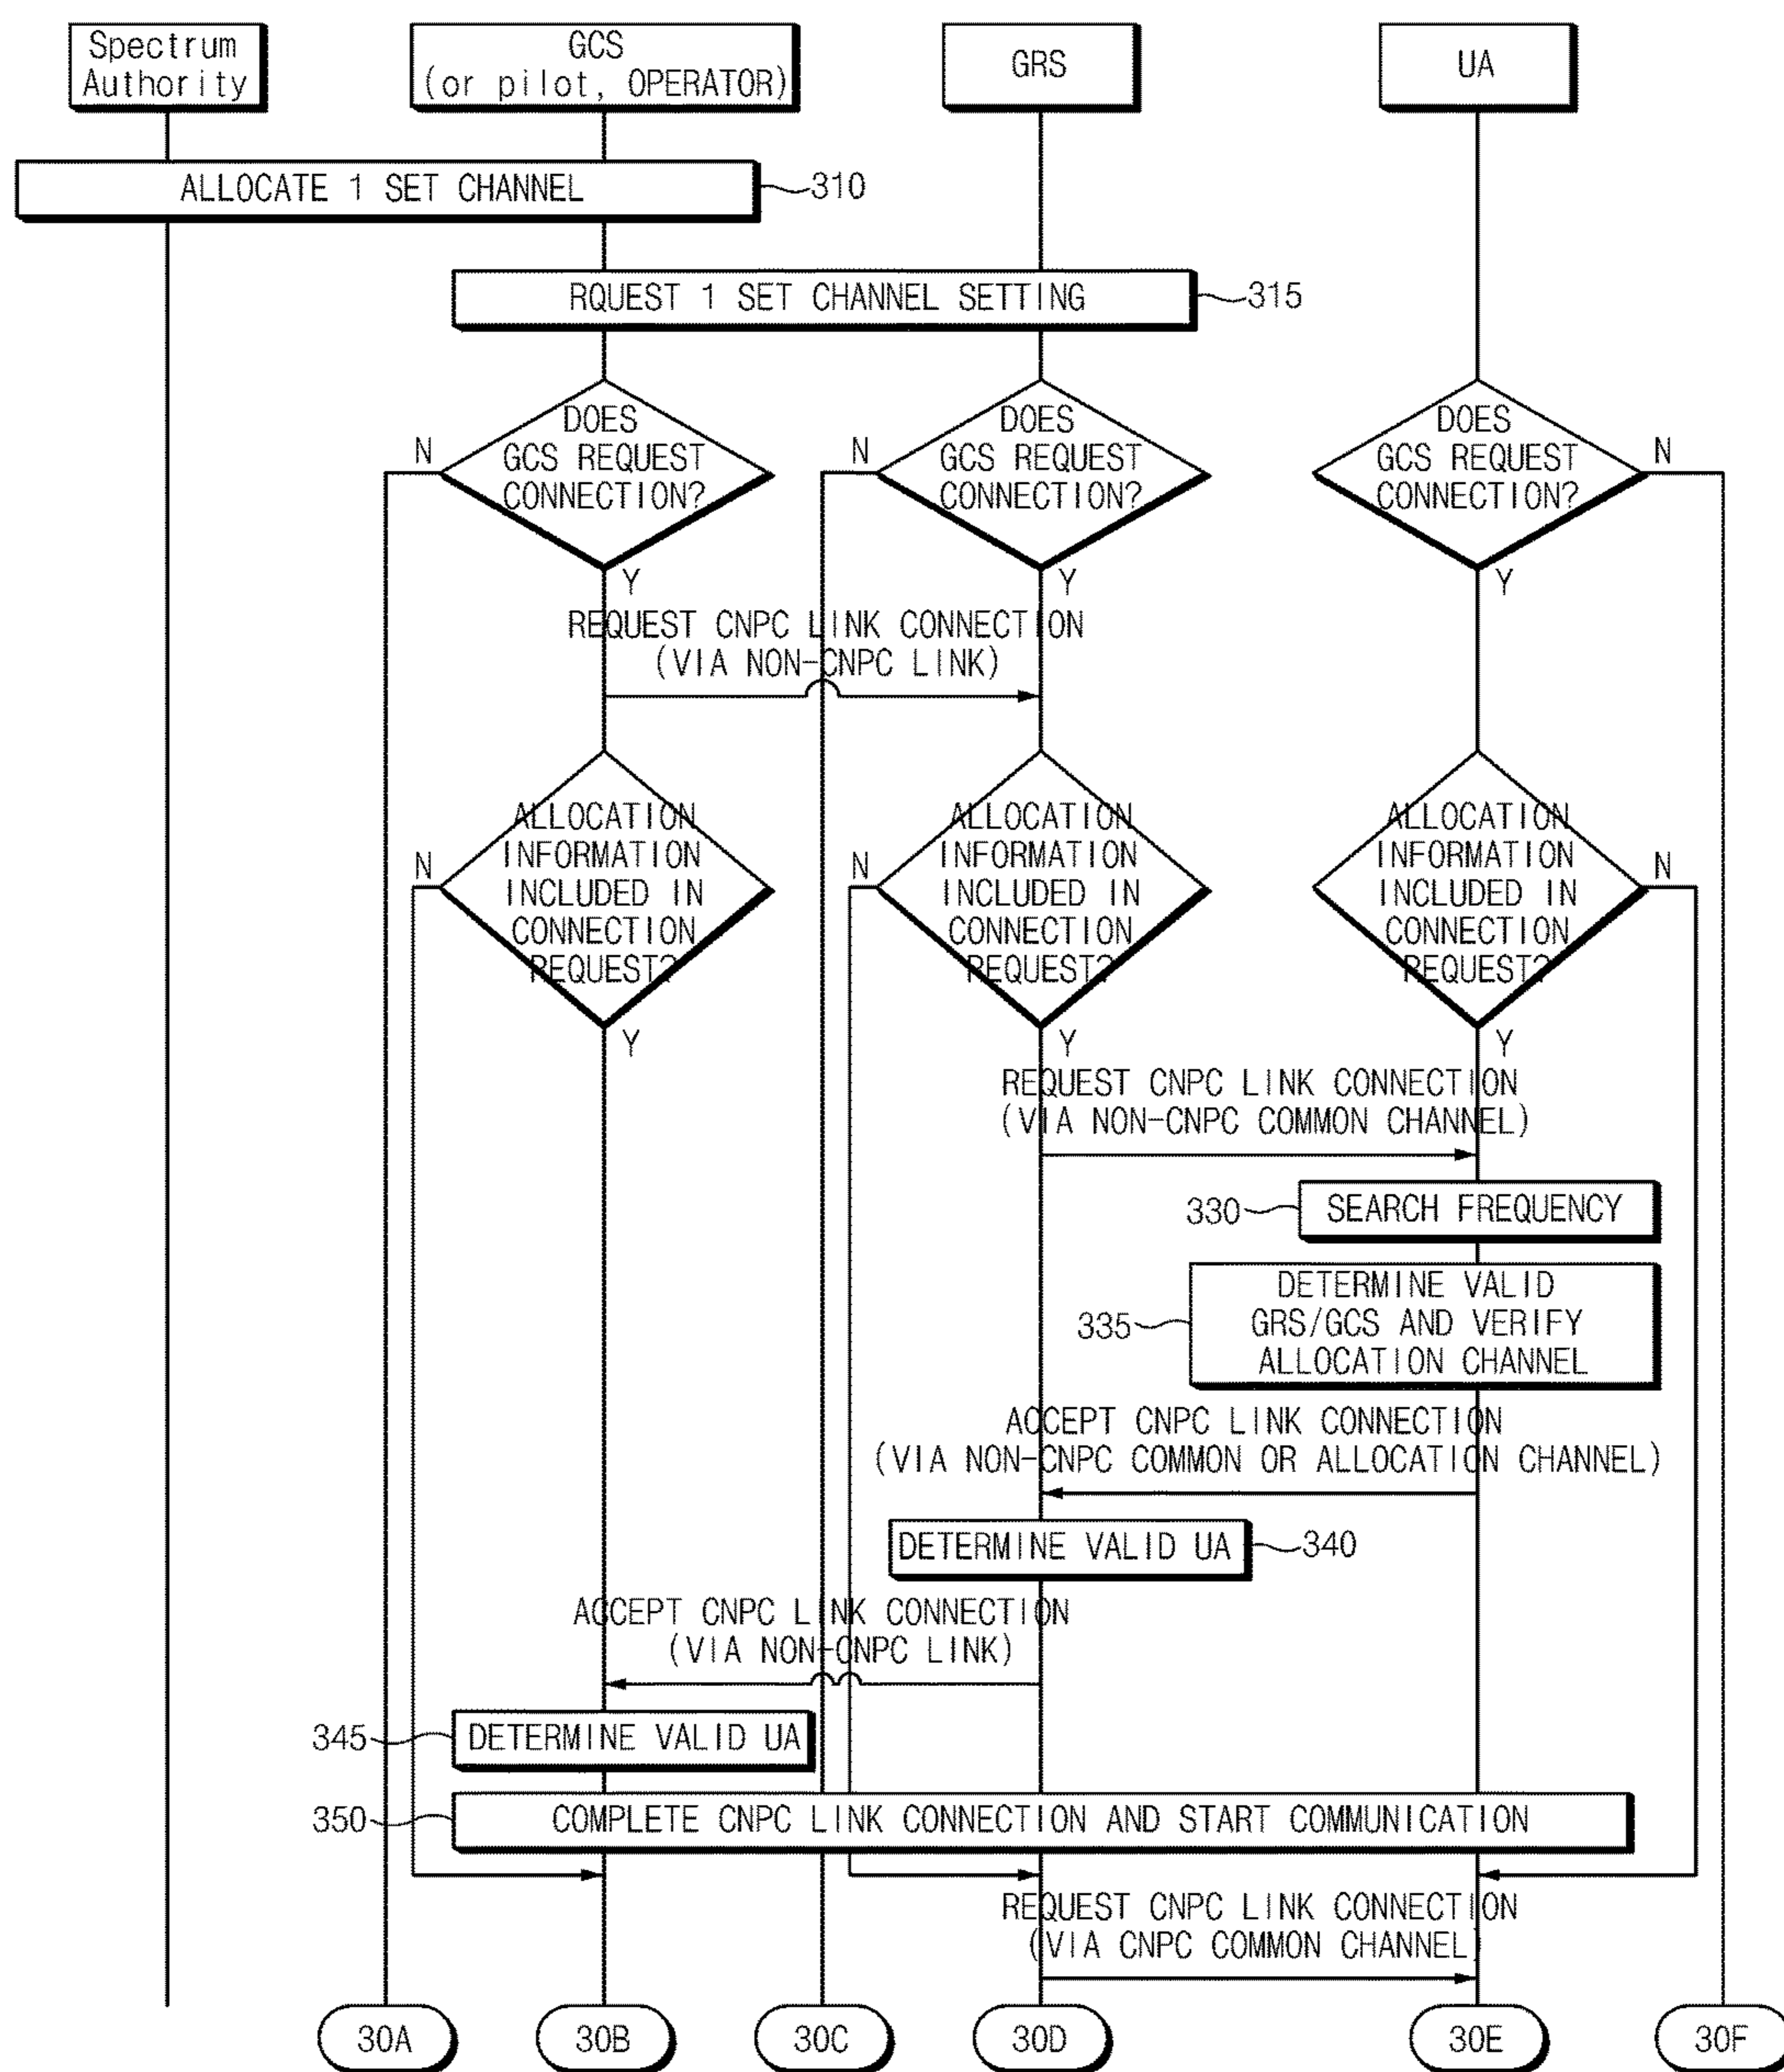 Spectrum
Authority
GCS
(or pilot, OPERATOR)
GRS
UA
ALLOCATE 1 SET CHANNEL
310
RQUEST 1 SET CHANNEL SETTING
315
DOES
GCS REQUEST
CONNECTION?
N
Y
DOES
GCS REQUEST
CONNECTION?
N
Y
DOES
GCS REQUEST
CONNECTION?
N
Y
REQUEST CNPC LINK CONNECTION
(VIA NON-CNPC LINK)
ALLOCATION
INFORMATION
INCLUDED IN
CONNECTION
REQUEST?
N
Y
ALLOCATION
INFORMATION
INCLUDED IN
CONNECTION
REQUEST?
N
Y
ALLOCATION
INFORMATION
INCLUDED IN
CONNECTION
REQUEST?
N
Y
REQUEST CNPC LINK CONNECTION
(VIA NON-CNPC COMMON CHANNEL)
330
SEARCH FREQUENCY
335
DETERMINE VALID
GRS/GCS AND VERIFY
ALLOCATION CHANNEL
ACCEPT CNPC LINK CONNECTION
(VIA NON-CNPC COMMON OR ALLOCATION CHANNEL)
DETERMINE VALID UA
340
ACCEPT CNPC LINK CONNECTION
(VIA NON-CNPC LINK)
345
DETERMINE VALID UA
350
COMPLETE CNPC LINK CONNECTION AND START COMMUNICATION
REQUEST CNPC LINK CONNECTION
(VIA CNPC COMMON CHANNEL)
30A
30B
30C
30D
30E
30F